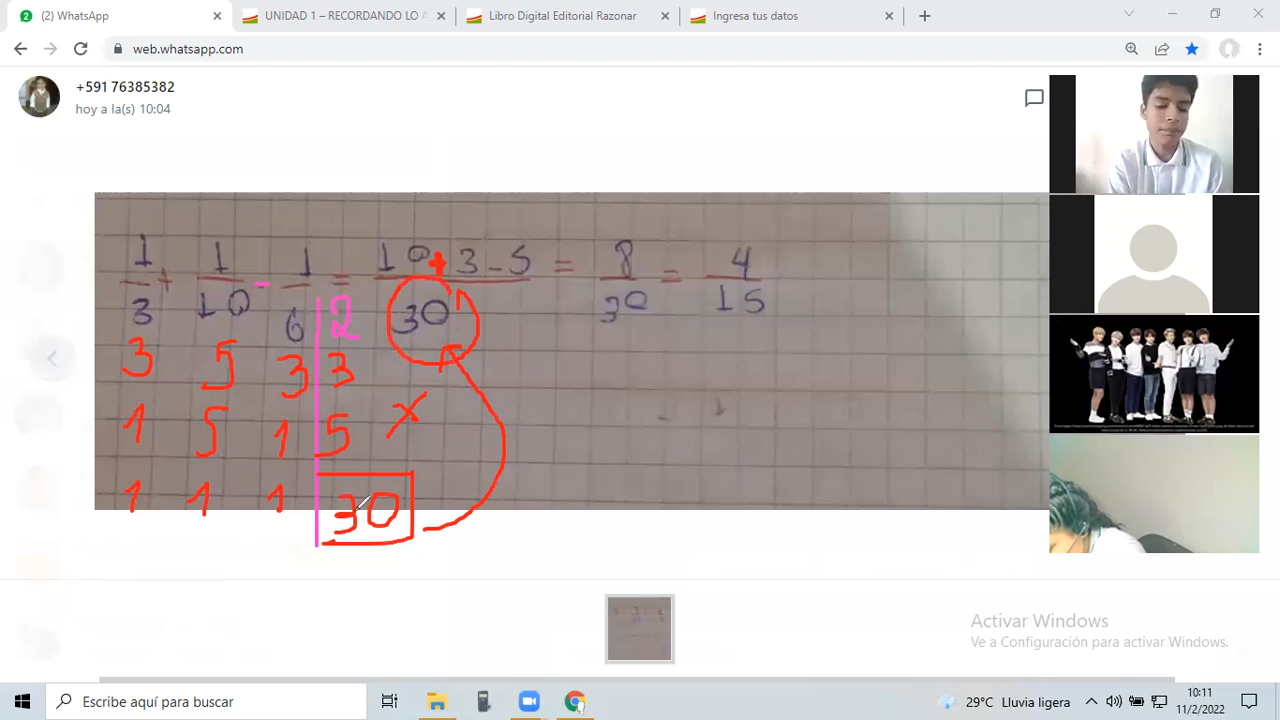 (2) WhatsApp
UNIDAD 1 – RECORDANDO LO A
Libro Digital Editorial Razonar
Ingresa tus datos
web.whatsapp.com
+591 76385382
hoy a la(s) 10:04
1/3 + 1/10 - 1/6 = 10 + 3 - 5 / 30 = 8/30 = 4/15
2
3 5 3 3
1 5 1 5 x
1 1 1 30
Activar Windows
Ve a Configuración para activar Windows.
Escribe aquí para buscar
29°C Lluvia ligera
10:11
11/2/2022